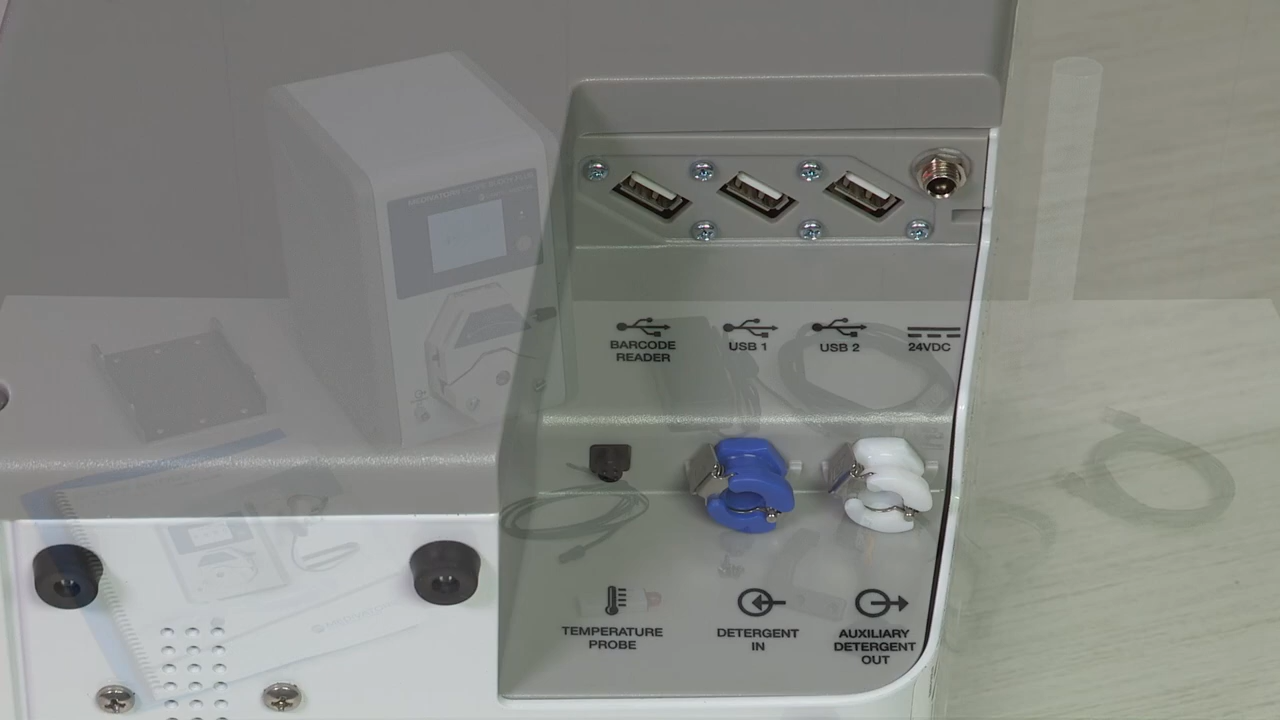 BARCODE
READER
USB 1
USB 2
24VDC
TEMPERATURE
PROBE
DETERGENT
IN
AUXILIARY
DETERGENT
OUT